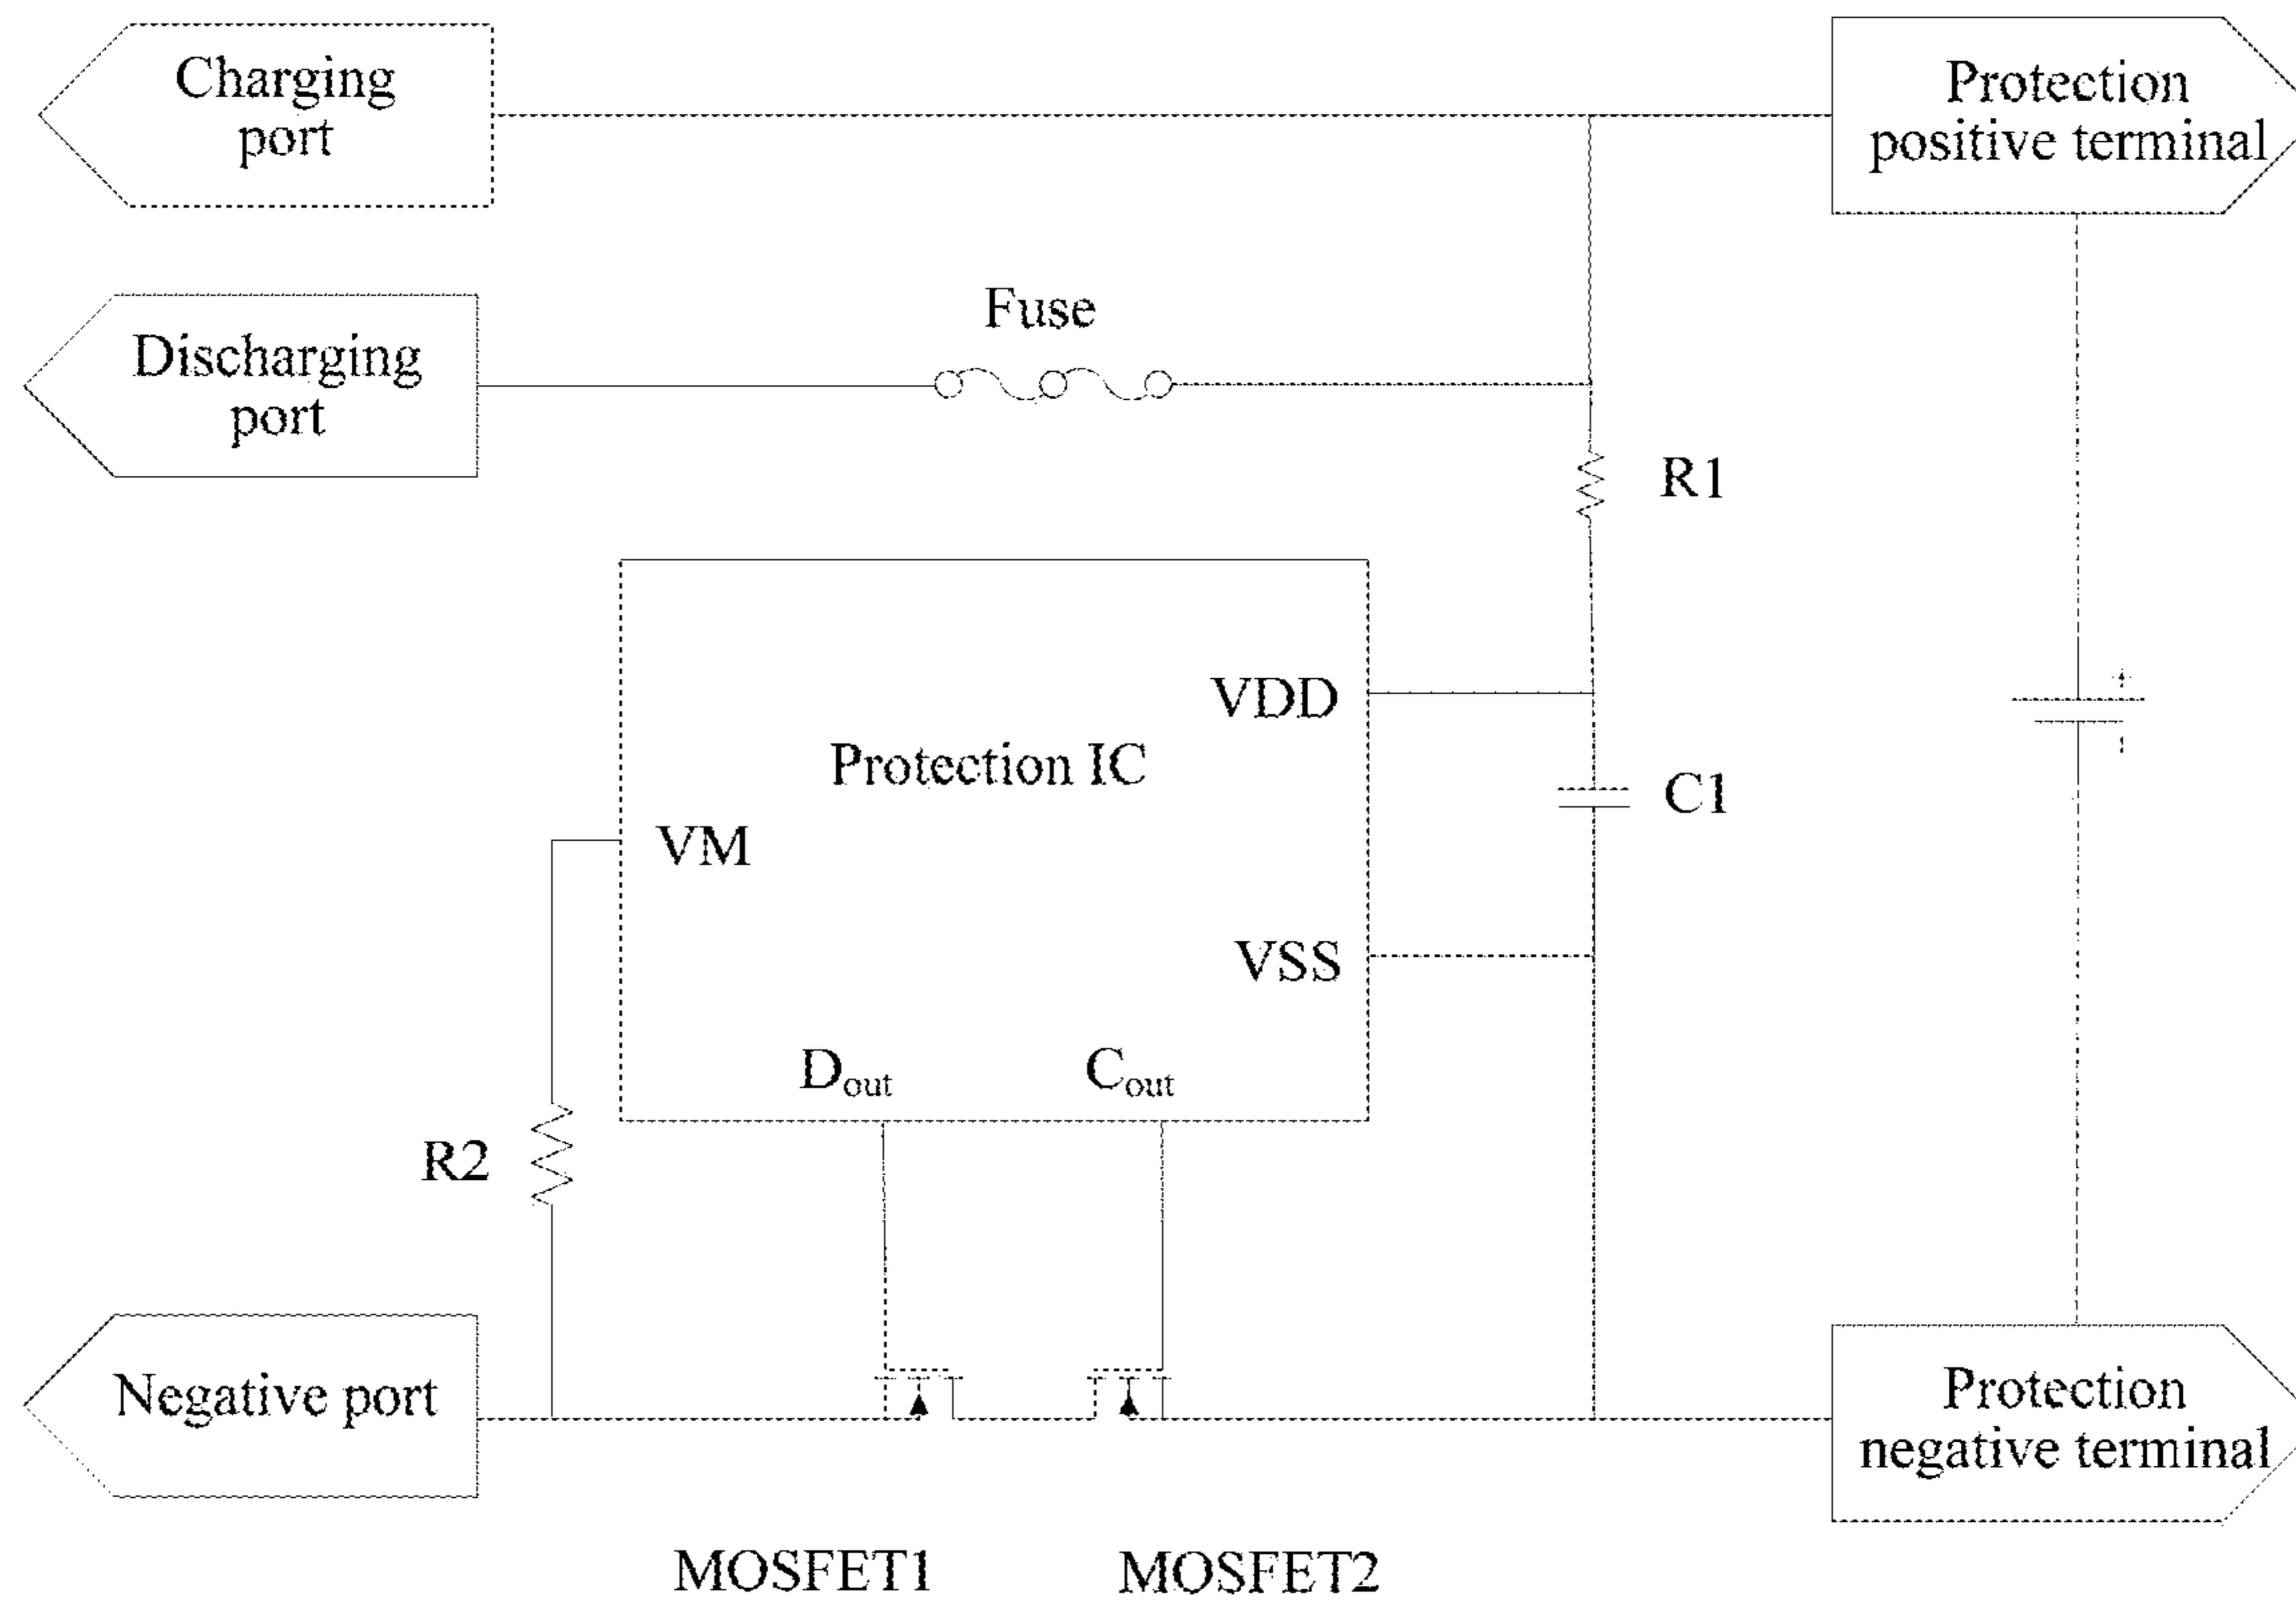 Charging
port
Protection
positive terminal
Fuse
Discharging
port
R1
VDD
Protection IC
C1
VM
VSS
Dout
Cout
R2
Negative port
Protection
negative terminal
MOSFET1
MOSFET2